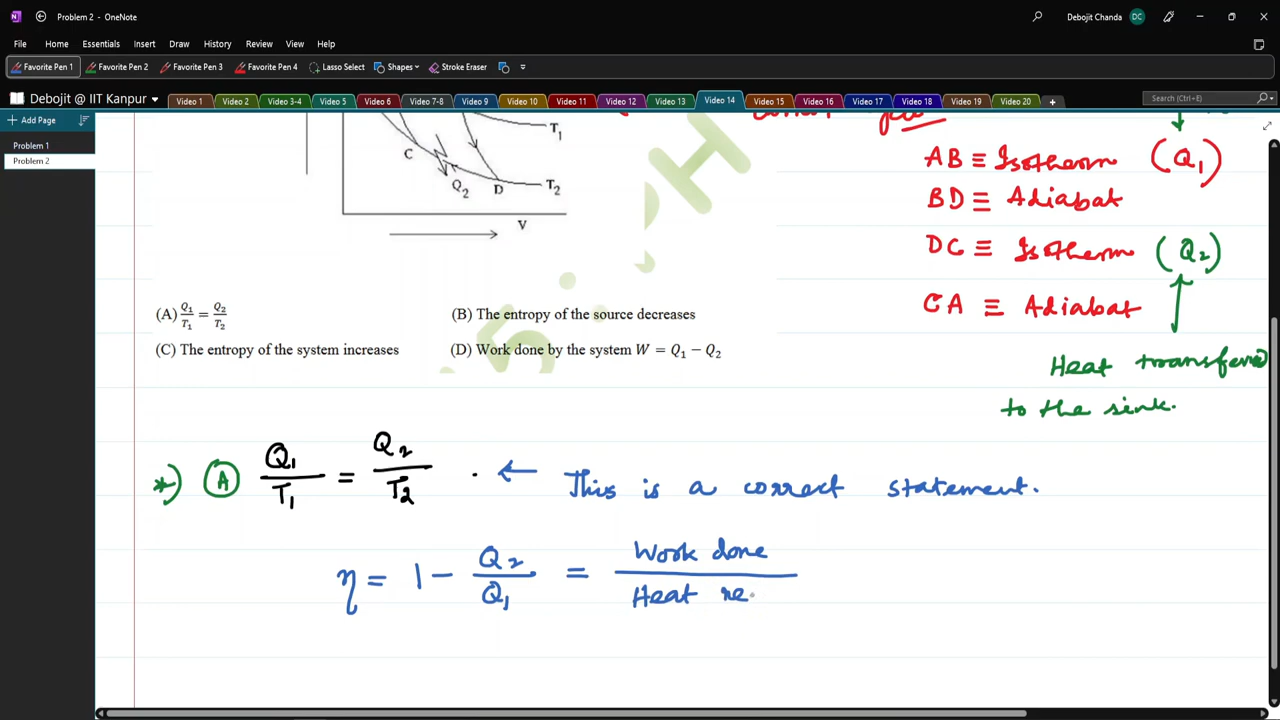 Problem 2 - OneNote
Debojit Chanda DC
File Home Essentials Insert Draw History Review View Help
Favorite Pen 1 Favorite Pen 2 Favorite Pen 3 Favorite Pen 4 Lasso Select Shapes Stroke Eraser
Debojit @ IIT Kanpur Video 1 Video 2 Video 3-4 Video 5 Video 6 Video 7-8 Video 9 Video 10 Video 11 Video 12 Video 13 Video 14 Video 15 Video 16 Video 17 Video 18 Video 19 Video 20 + Search (Ctrl+E)
+ Add Page
Problem 1
Problem 2
T1
C
Q2
D
T2
V
AB ≡ Isotherm (Q1)
BD ≡ Adiabat
DC ≡ Isotherm (Q2)
CA ≡ Adiabat
Heat transferred
to the sink.
(A) Q1/T1 = Q2/T2
(B) The entropy of the source decreases
(C) The entropy of the system increases
(D) Work done by the system W = Q1 − Q2
*) A Q1/T1 = Q2/T2 . ← This is a correct statement.
η = 1 − Q2/Q1 = Work done / Heat re